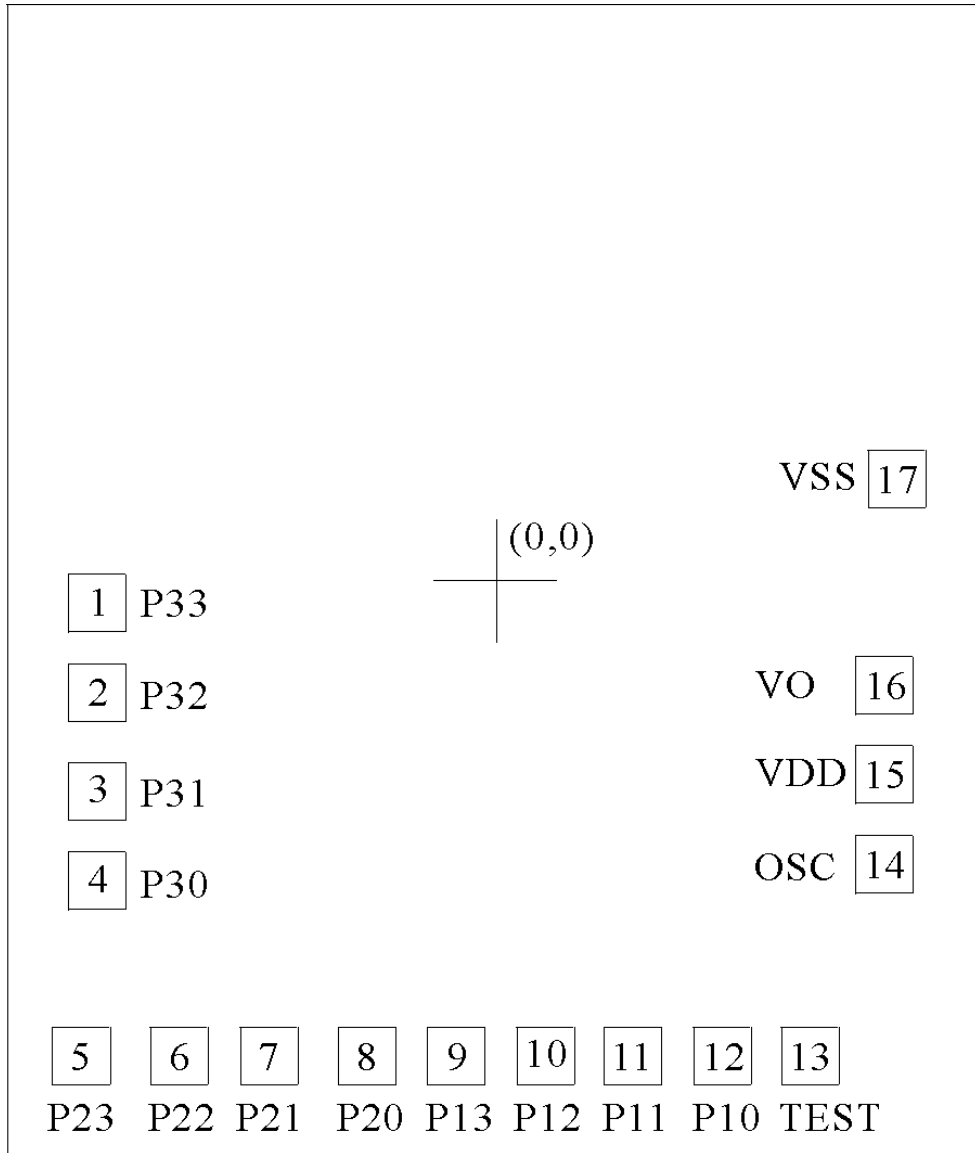 VSS 17
(0,0)
1 P33
2 P32
VO 16
3 P31
VDD 15
4 P30
OSC 14
5 6 7 8 9 10 11 12 13
P23 P22 P21 P20 P13 P12 P11 P10 TEST